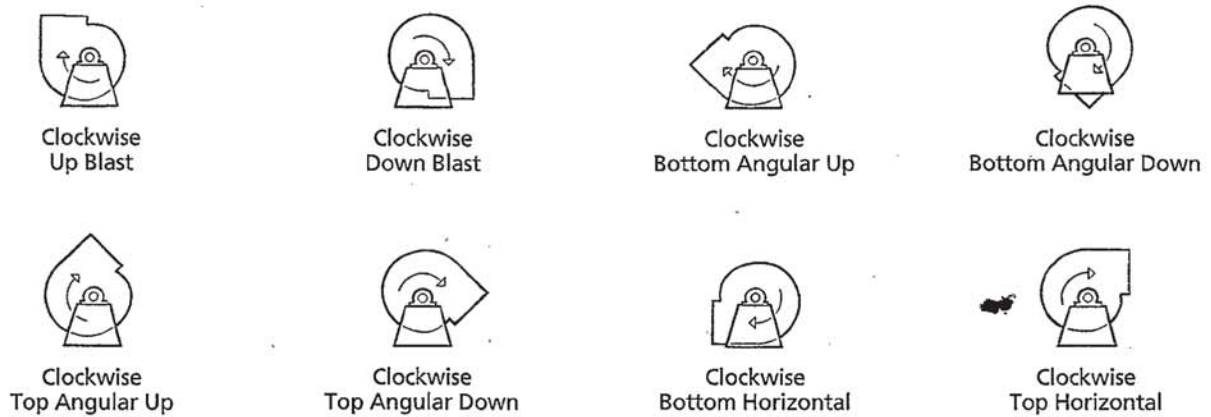 Clockwise
Up Blast
Clockwise
Down Blast
Clockwise
Bottom Angular Up
Clockwise
Bottom Angular Down
Clockwise
Top Angular Up
Clockwise
Top Angular Down
Clockwise
Bottom Horizontal
Clockwise
Top Horizontal